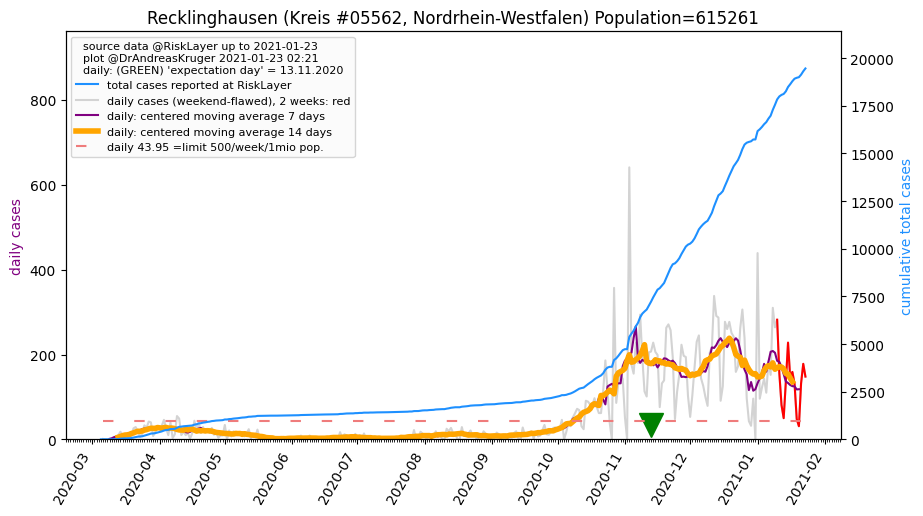 Recklinghausen (Kreis #05562, Nordrhein-Westfalen) Population=615261
source data @RiskLayer up to 2021-01-23
plot @DrAndreasKruger 2021-01-23 02:21
daily: (GREEN) 'expectation day' = 13.11.2020
total cases reported at RiskLayer
daily cases (weekend-flawed), 2 weeks: red
daily: centered moving average 7 days
daily: centered moving average 14 days
daily 43.95 =limit 500/week/1mio pop.
daily cases
800
600
400
200
0
cumulative total cases
20000
17500
15000
12500
10000
7500
5000
2500
0
2020-03
2020-04
2020-05
2020-06
2020-07
2020-08
2020-09
2020-10
2020-11
2020-12
2021-01
2021-02